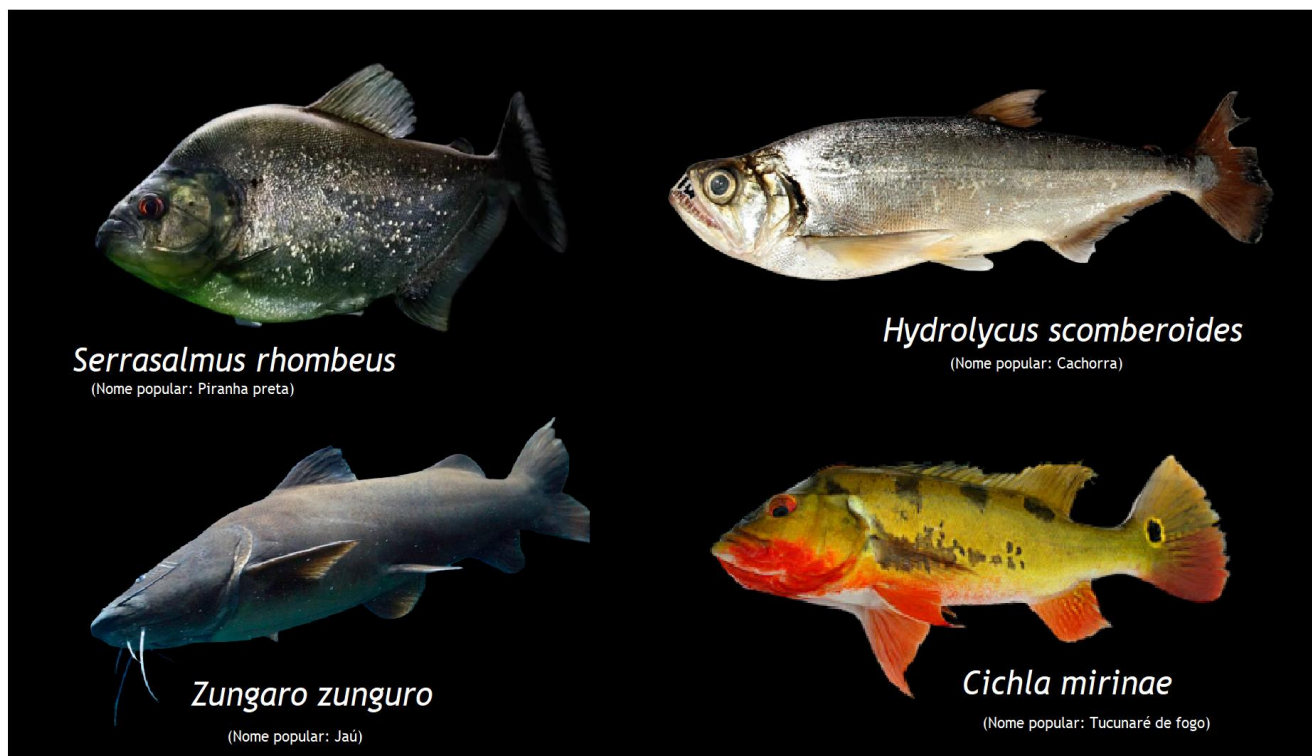 Serrasalmus rhombeus
(Nome popular: Piranha preta)
Hydrolycus scomberoides
(Nome popular: Cachorra)
Zungaro zunguro
(Nome popular: Jaú)
Cichla mirinae
(Nome popular: Tucunaré de fogo)